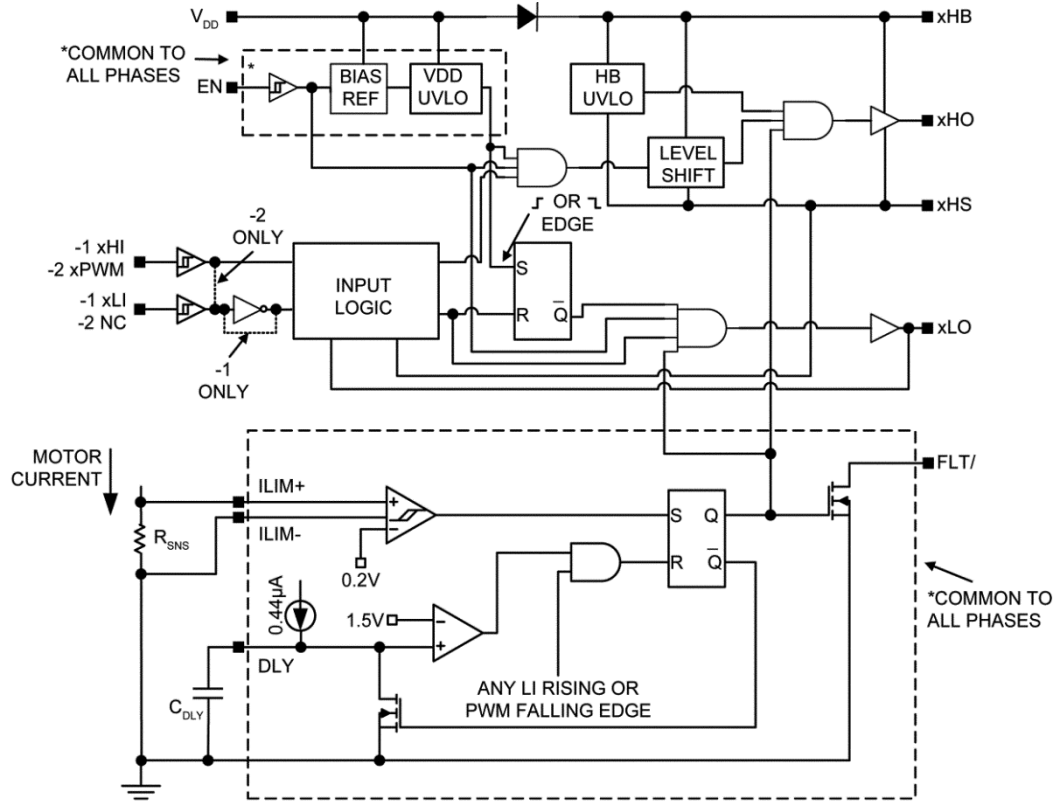 VDD
xHB
*COMMON TO
ALL PHASES
*
EN
BIAS
REF
VDD
UVLO
HB
UVLO
xHO
LEVEL
SHIFT
xHS
OR
EDGE
-2
ONLY
-1 xHI
-2 xPWM
INPUT
LOGIC
S
R
Q
-1 xLI
-2 NC
xLO
-1
ONLY
MOTOR
CURRENT
FLT/
ILIM+
+
−
−
ILIM-
RSNS
0.2V
S
Q
R
Q
0.44µA
1.5V
−
+
DLY
*COMMON TO
ALL PHASES
CDLY
ANY LI RISING OR
PWM FALLING EDGE